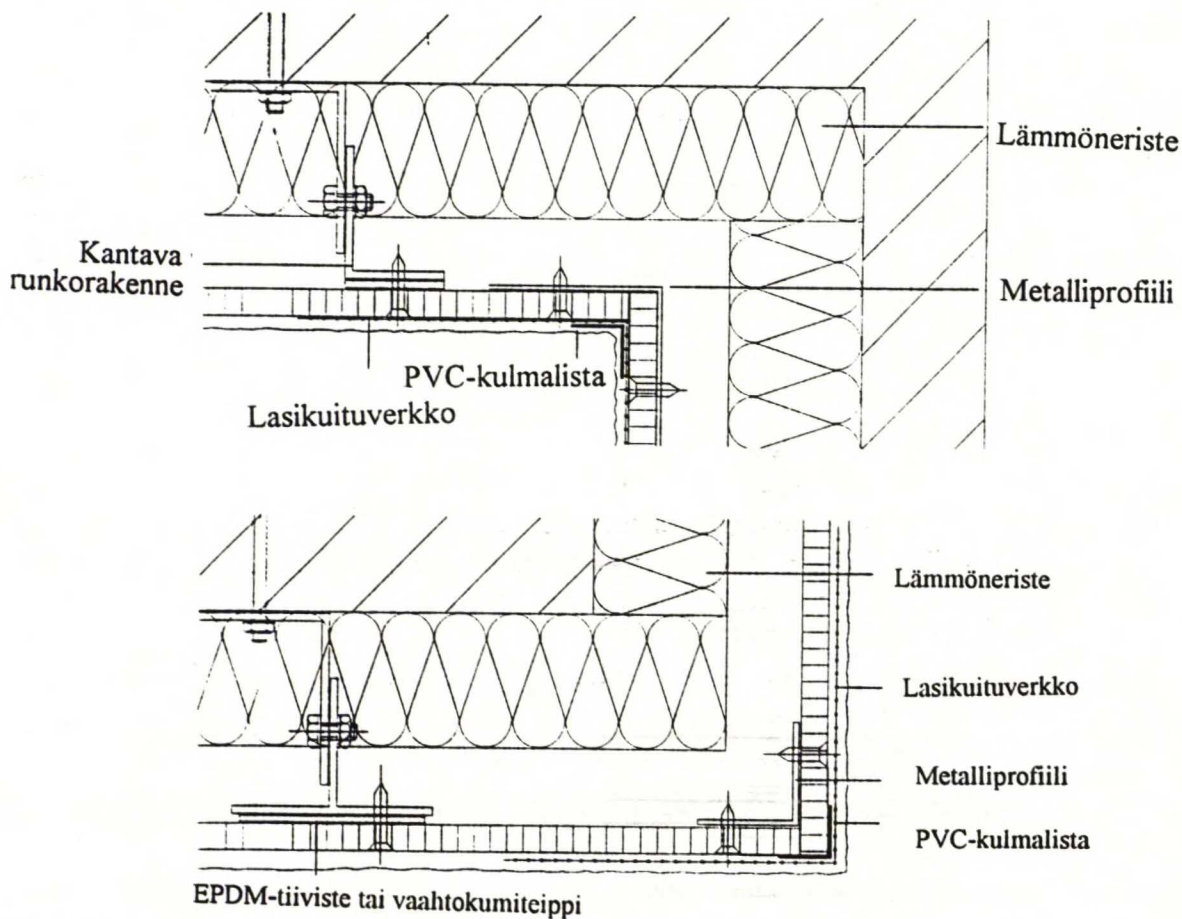 Lämmöneriste
Kantava
runkorakenne
Metalliprofiili
PVC-kulmalista
Lasikuituverkko
Lämmöneriste
Lasikuituverkko
Metalliprofiili
PVC-kulmalista
EPDM-tiiviste tai vaahtokumiteippi